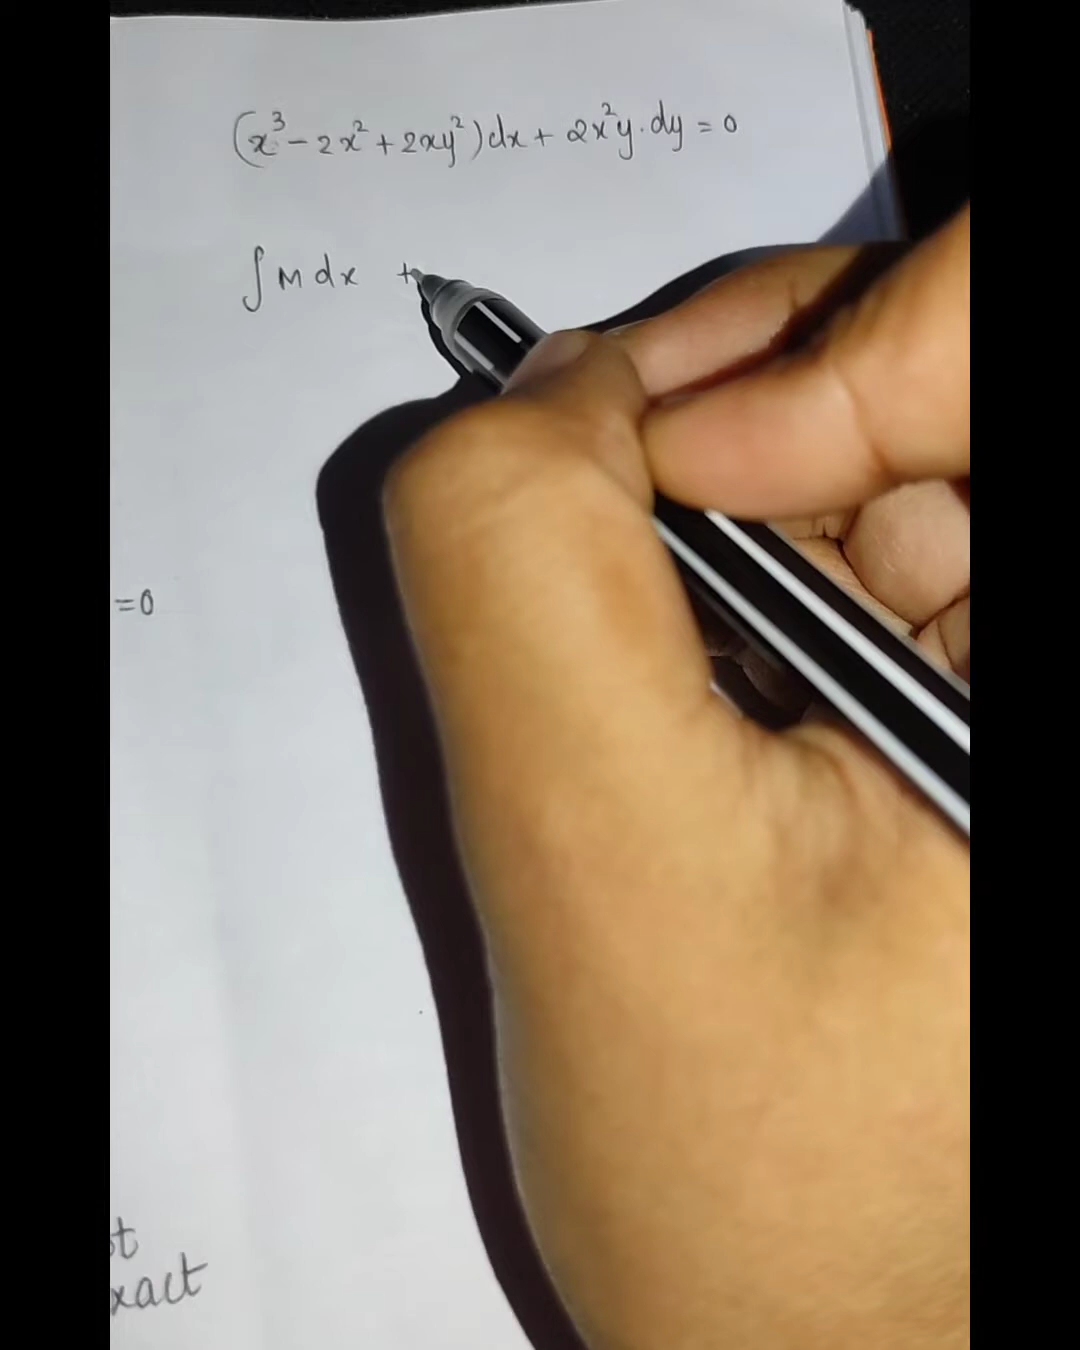 (x³ - 2x² + 2xy²)dx + 2x²y.dy = 0
∫M dx +
=0
xact